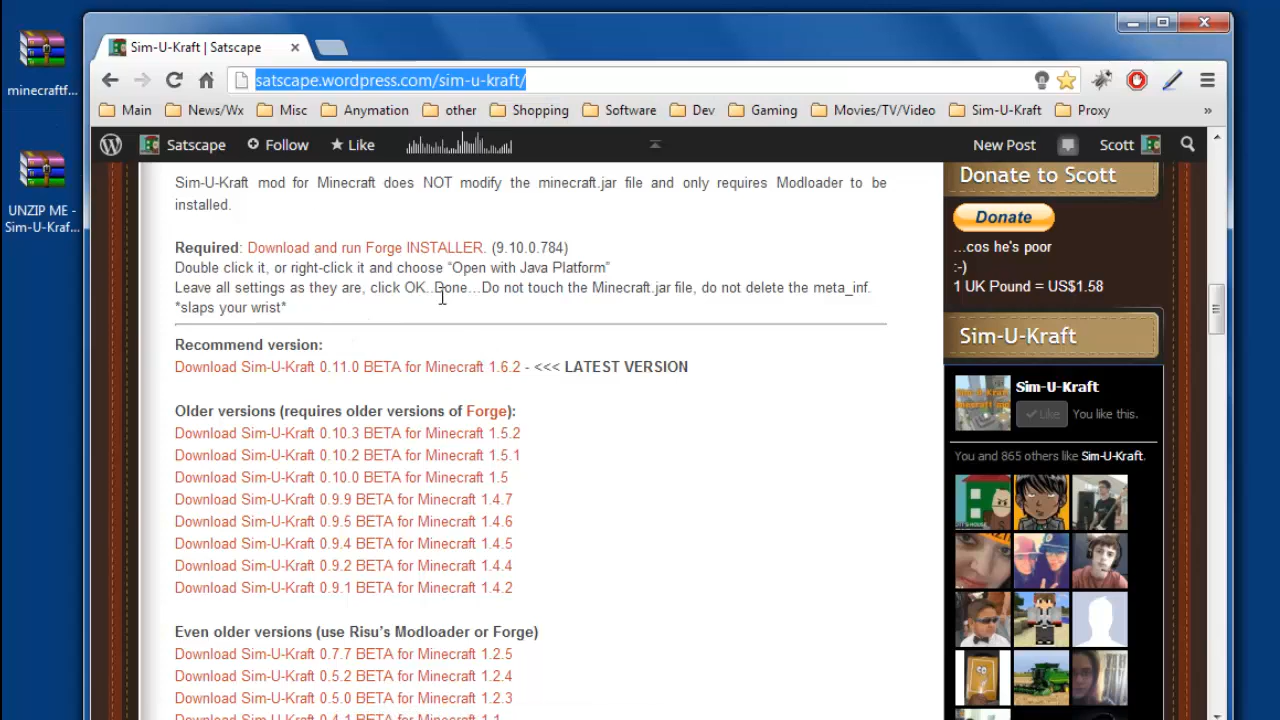 Sim-U-Kraft | Satscape
minecraftf...
satscape.wordpress.com/sim-u-kraft/
Main News/Wx Misc Anymation other Shopping Software Dev Gaming Movies/TV/Video Sim-U-Kraft Proxy »
Satscape Follow Like New Post Scott
UNZIP ME -
Sim-U-Kraf...
Sim-U-Kraft mod for Minecraft does NOT modify the minecraft.jar file and only requires Modloader to be
installed.
Required: Download and run Forge INSTALLER. (9.10.0.784)
Double click it, or right-click it and choose “Open with Java Platform”
Leave all settings as they are, click OK..Done...Do not touch the Minecraft.jar file, do not delete the meta_inf.
*slaps your wrist*
Recommend version:
Download Sim-U-Kraft 0.11.0 BETA for Minecraft 1.6.2 - <<< LATEST VERSION
Older versions (requires older versions of Forge):
Download Sim-U-Kraft 0.10.3 BETA for Minecraft 1.5.2
Download Sim-U-Kraft 0.10.2 BETA for Minecraft 1.5.1
Download Sim-U-Kraft 0.10.0 BETA for Minecraft 1.5
Download Sim-U-Kraft 0.9.9 BETA for Minecraft 1.4.7
Download Sim-U-Kraft 0.9.5 BETA for Minecraft 1.4.6
Download Sim-U-Kraft 0.9.4 BETA for Minecraft 1.4.5
Download Sim-U-Kraft 0.9.2 BETA for Minecraft 1.4.4
Download Sim-U-Kraft 0.9.1 BETA for Minecraft 1.4.2
Even older versions (use Risu’s Modloader or Forge)
Download Sim-U-Kraft 0.7.7 BETA for Minecraft 1.2.5
Download Sim-U-Kraft 0.5.2 BETA for Minecraft 1.2.4
Download Sim-U-Kraft 0.5.0 BETA for Minecraft 1.2.3
Download Sim-U-Kraft 0.4.1 BETA for Minecraft 1.1
Donate to Scott
Donate
...cos he's poor
:-)
1 UK Pound = US$1.58
Sim-U-Kraft
Sim-U-Kraft
Like You like this.
You and 865 others like Sim-U-Kraft.